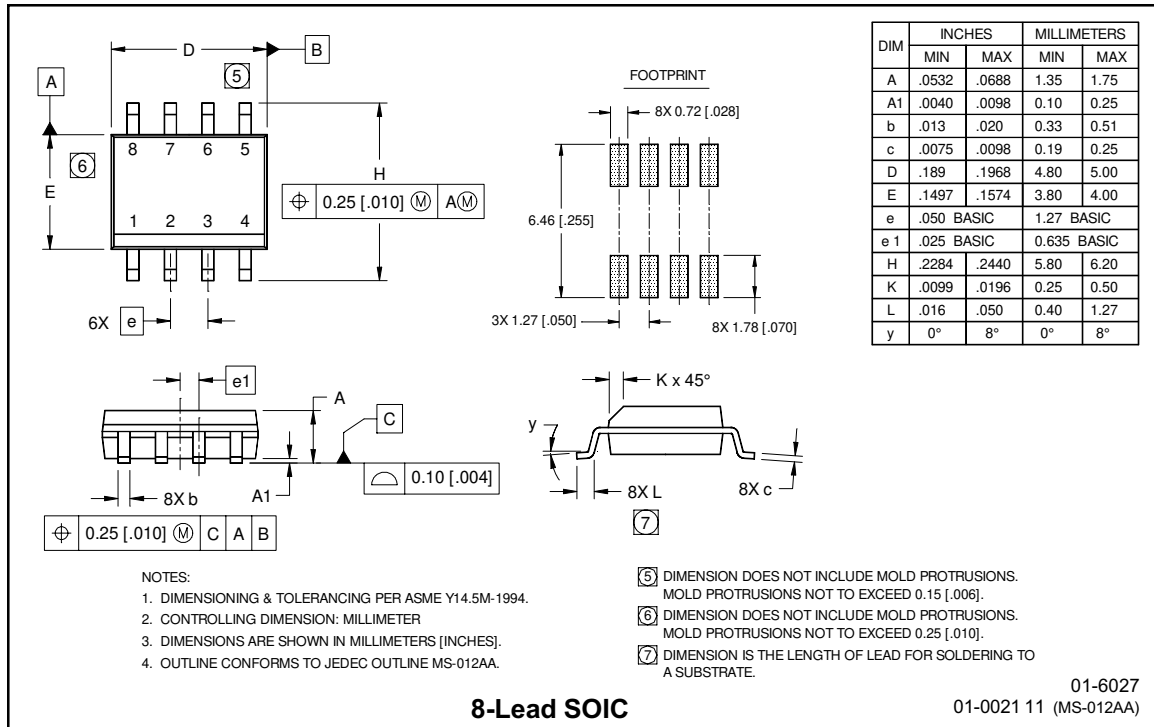 D
B
5
A
8 7 6 5
6
E
H
⌖ 0.25 [.010] Ⓜ AⓂ
1 2 3 4
6X e
FOOTPRINT
8X 0.72 [.028]
6.46 [.255]
3X 1.27 [.050]
8X 1.78 [.070]
DIM INCHES MILLIMETERS
MIN MAX MIN MAX
A .0532 .0688 1.35 1.75
A1 .0040 .0098 0.10 0.25
b .013 .020 0.33 0.51
c .0075 .0098 0.19 0.25
D .189 .1968 4.80 5.00
E .1497 .1574 3.80 4.00
e .050 BASIC 1.27 BASIC
e 1 .025 BASIC 0.635 BASIC
H .2284 .2440 5.80 6.20
K .0099 .0196 0.25 0.50
L .016 .050 0.40 1.27
y 0° 8° 0° 8°
e1
A
C
⌓ 0.10 [.004]
8X b
A1
⌖ 0.25 [.010] Ⓜ C A B
K x 45°
y
8X L
7
8X c
NOTES:
1. DIMENSIONING & TOLERANCING PER ASME Y14.5M-1994.
2. CONTROLLING DIMENSION: MILLIMETER
3. DIMENSIONS ARE SHOWN IN MILLIMETERS [INCHES].
4. OUTLINE CONFORMS TO JEDEC OUTLINE MS-012AA.
5 DIMENSION DOES NOT INCLUDE MOLD PROTRUSIONS.
MOLD PROTRUSIONS NOT TO EXCEED 0.15 [.006].
6 DIMENSION DOES NOT INCLUDE MOLD PROTRUSIONS.
MOLD PROTRUSIONS NOT TO EXCEED 0.25 [.010].
7 DIMENSION IS THE LENGTH OF LEAD FOR SOLDERING TO
A SUBSTRATE.
8-Lead SOIC
01-6027
01-0021 11 (MS-012AA)